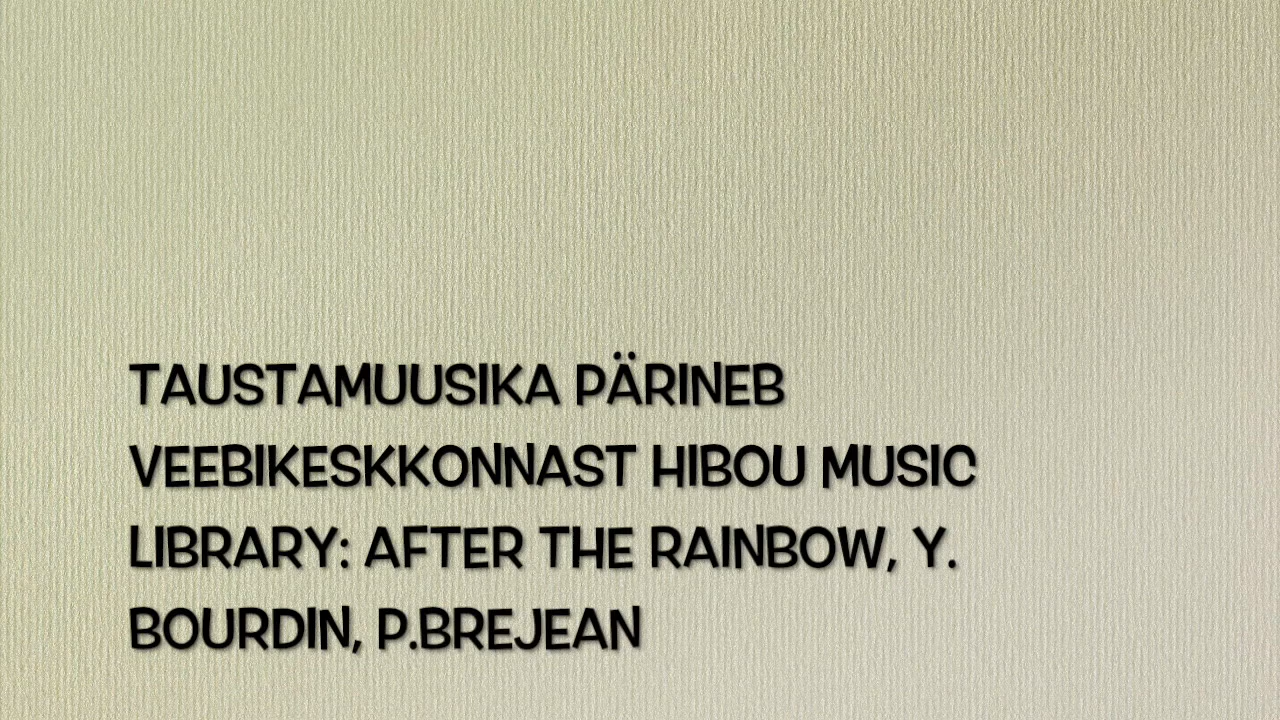 TAUSTAMUUSIKA PÄRINEB
VEEBIKESKKONNAST HIBOU MUSIC
LIBRARY: AFTER THE RAINBOW, Y.
BOURDIN, P.BREJEAN